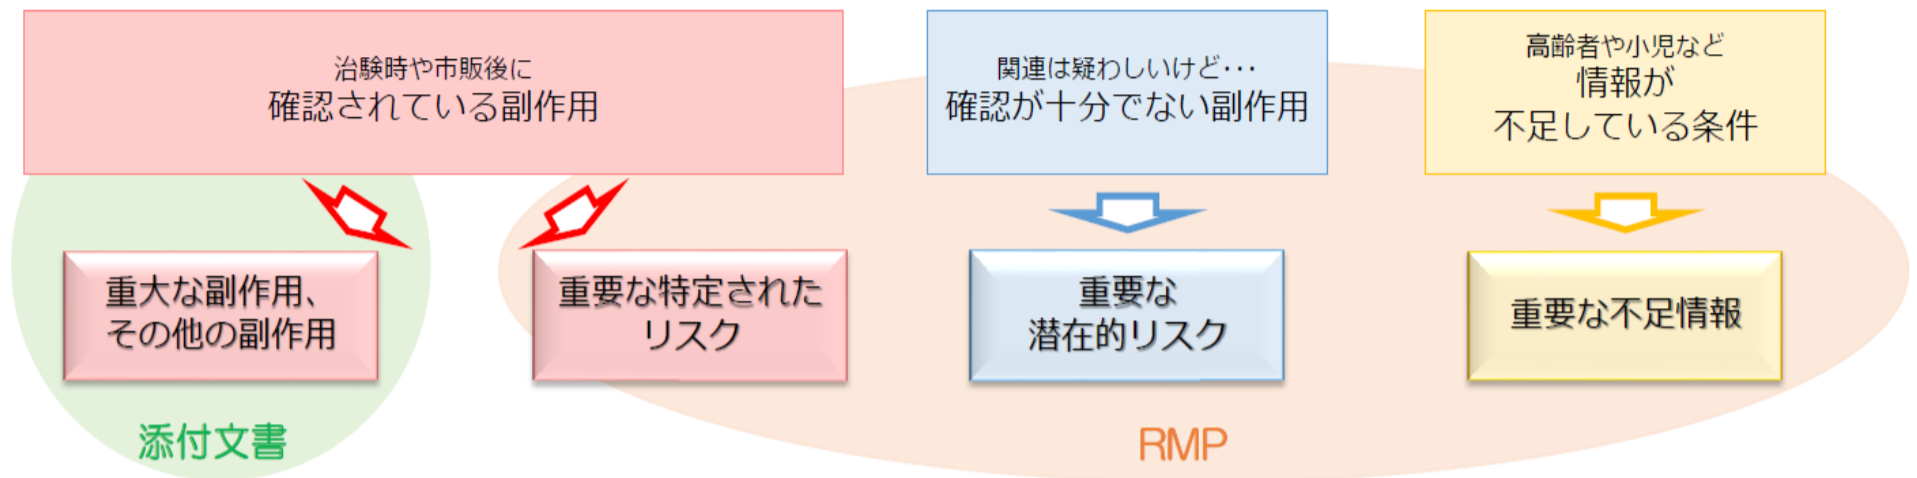 治験時や市販後に
確認されている副作用
関連は疑わしいけど･･･
確認が十分でない副作用
高齢者や小児など
情報が
不足している条件
重大な副作用、
その他の副作用
重要な特定された
リスク
重要な
潜在的リスク
重要な不足情報
添付文書
RMP